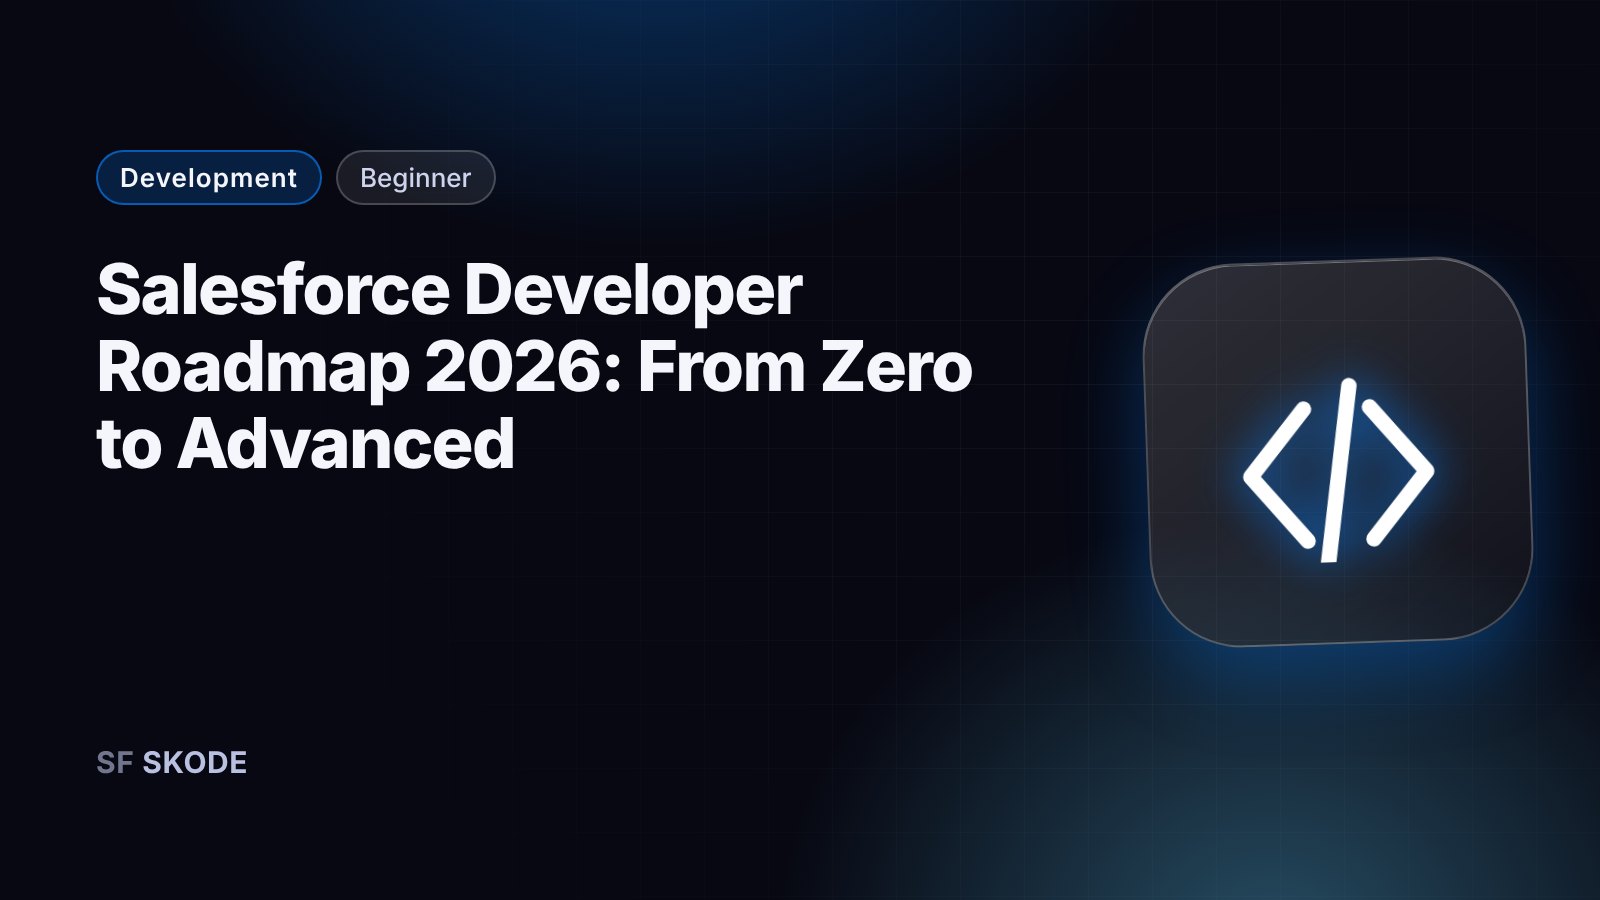 Development
Beginner
Salesforce Developer
Roadmap 2026: From Zero
to Advanced
</>
SF SKODE